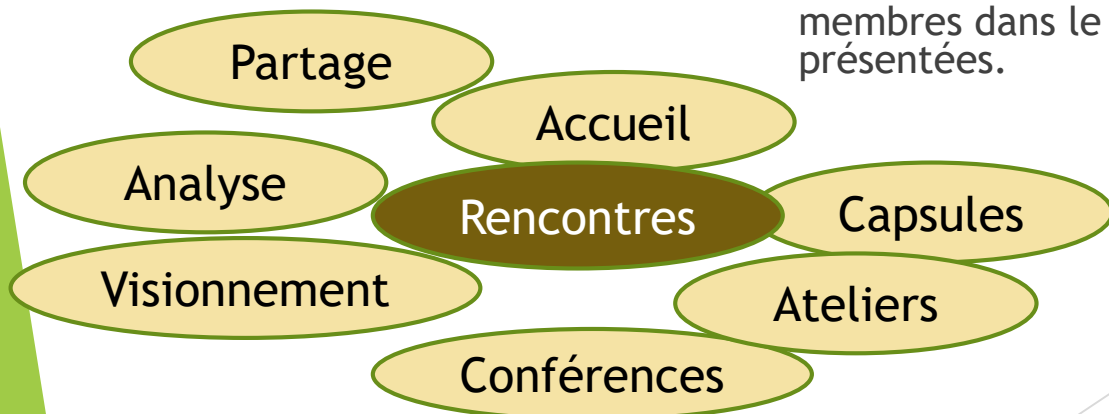 membres dans le
présentées.
Partage
Accueil
Analyse
Rencontres
Capsules
Visionnement
Ateliers
Conférences